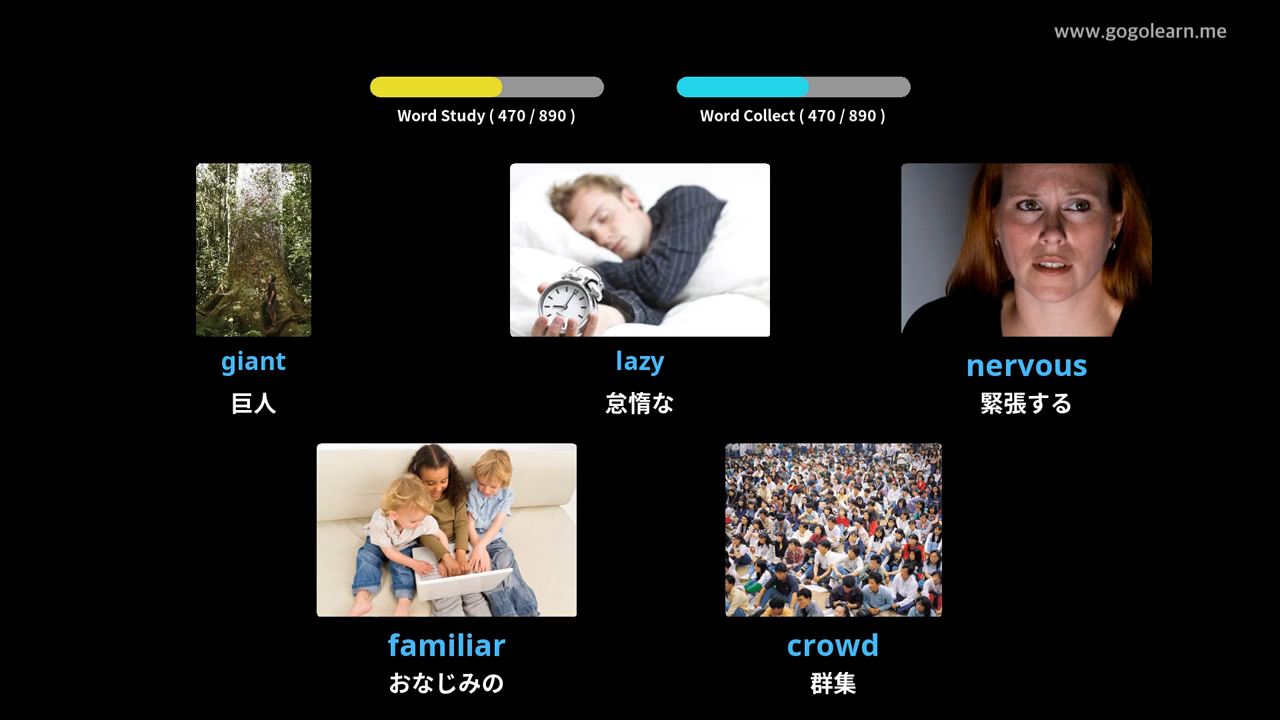 www.gogolearn.me
Word Study ( 470 / 890 )
Word Collect ( 470 / 890 )
giant
巨人
lazy
怠惰な
nervous
緊張する
familiar
おなじみの
crowd
群集